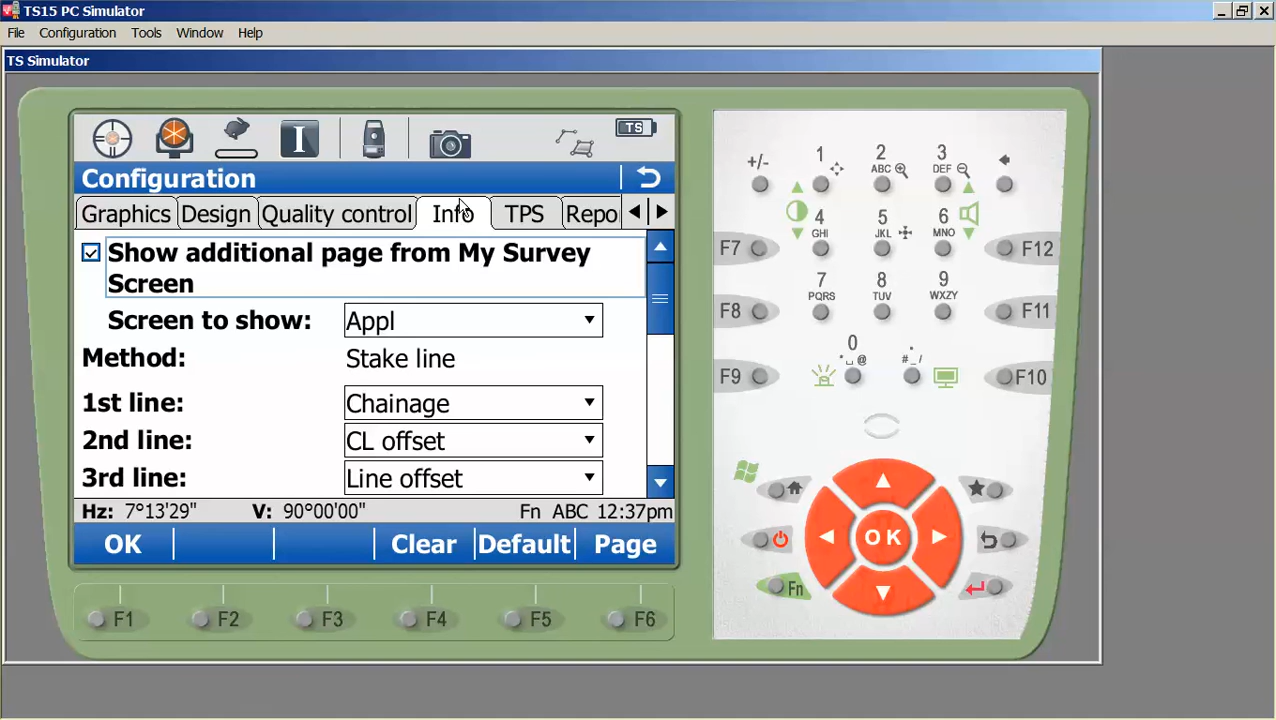 TS15 PC Simulator
File Configuration Tools Window Help
TS Simulator
I
TS
Configuration
Graphics Design Quality control Info TPS Repo
Show additional page from My Survey
Screen
Screen to show: Appl
Method: Stake line
1st line: Chainage
2nd line: CL offset
3rd line: Line offset
Hz: 7°13'29" V: 90°00'00" Fn ABC 12:37pm
OK Clear Default Page
F1 F2 F3 F4 F5 F6
+/- 1 2 ABC 3 DEF
F7 4 GHI 5 JKL 6 MNO F12
F8 7 PQRS 8 TUV 9 WXZY F11
F9 0 * ␣ @ . # _ / F10
OK
Fn